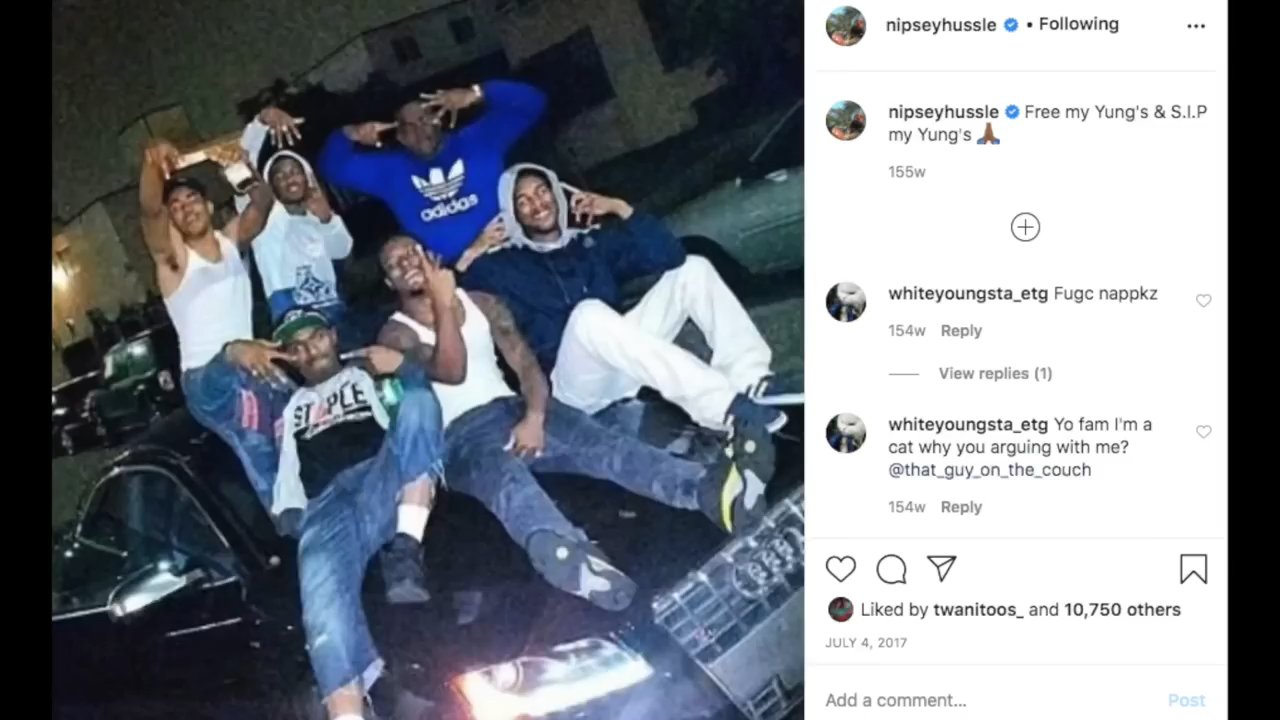 adidas
STAPLE
nipseyhussle • Following
nipseyhussle Free my Yung's & S.I.P
my Yung's 🙏🏾
155w
whiteyoungsta_etg Fugc nappkz
154w Reply
View replies (1)
whiteyoungsta_etg Yo fam I'm a
cat why you arguing with me?
@that_guy_on_the_couch
154w Reply
Liked by twanitoos_ and 10,750 others
JULY 4, 2017
Add a comment... Post